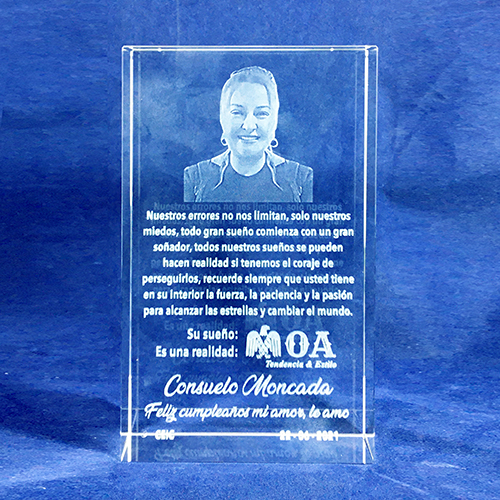 Nuestros errores no nos limitan, solo nuestros
miedos, todo gran sueño comienza con un gran
soñador, todos nuestros sueños se pueden
hacen realidad si tenemos el coraje de
perseguirlos, recuerde siempre que usted tiene
en su interior la fuerza, la paciencia y la pasión
para alcanzar las estrellas y cambiar el mundo.
Su sueño:
Es una realidad:
MOA
Tendencia & Estilo
Consuelo Moncada
Feliz cumpleaños mi amor, te amo
22-06-2021